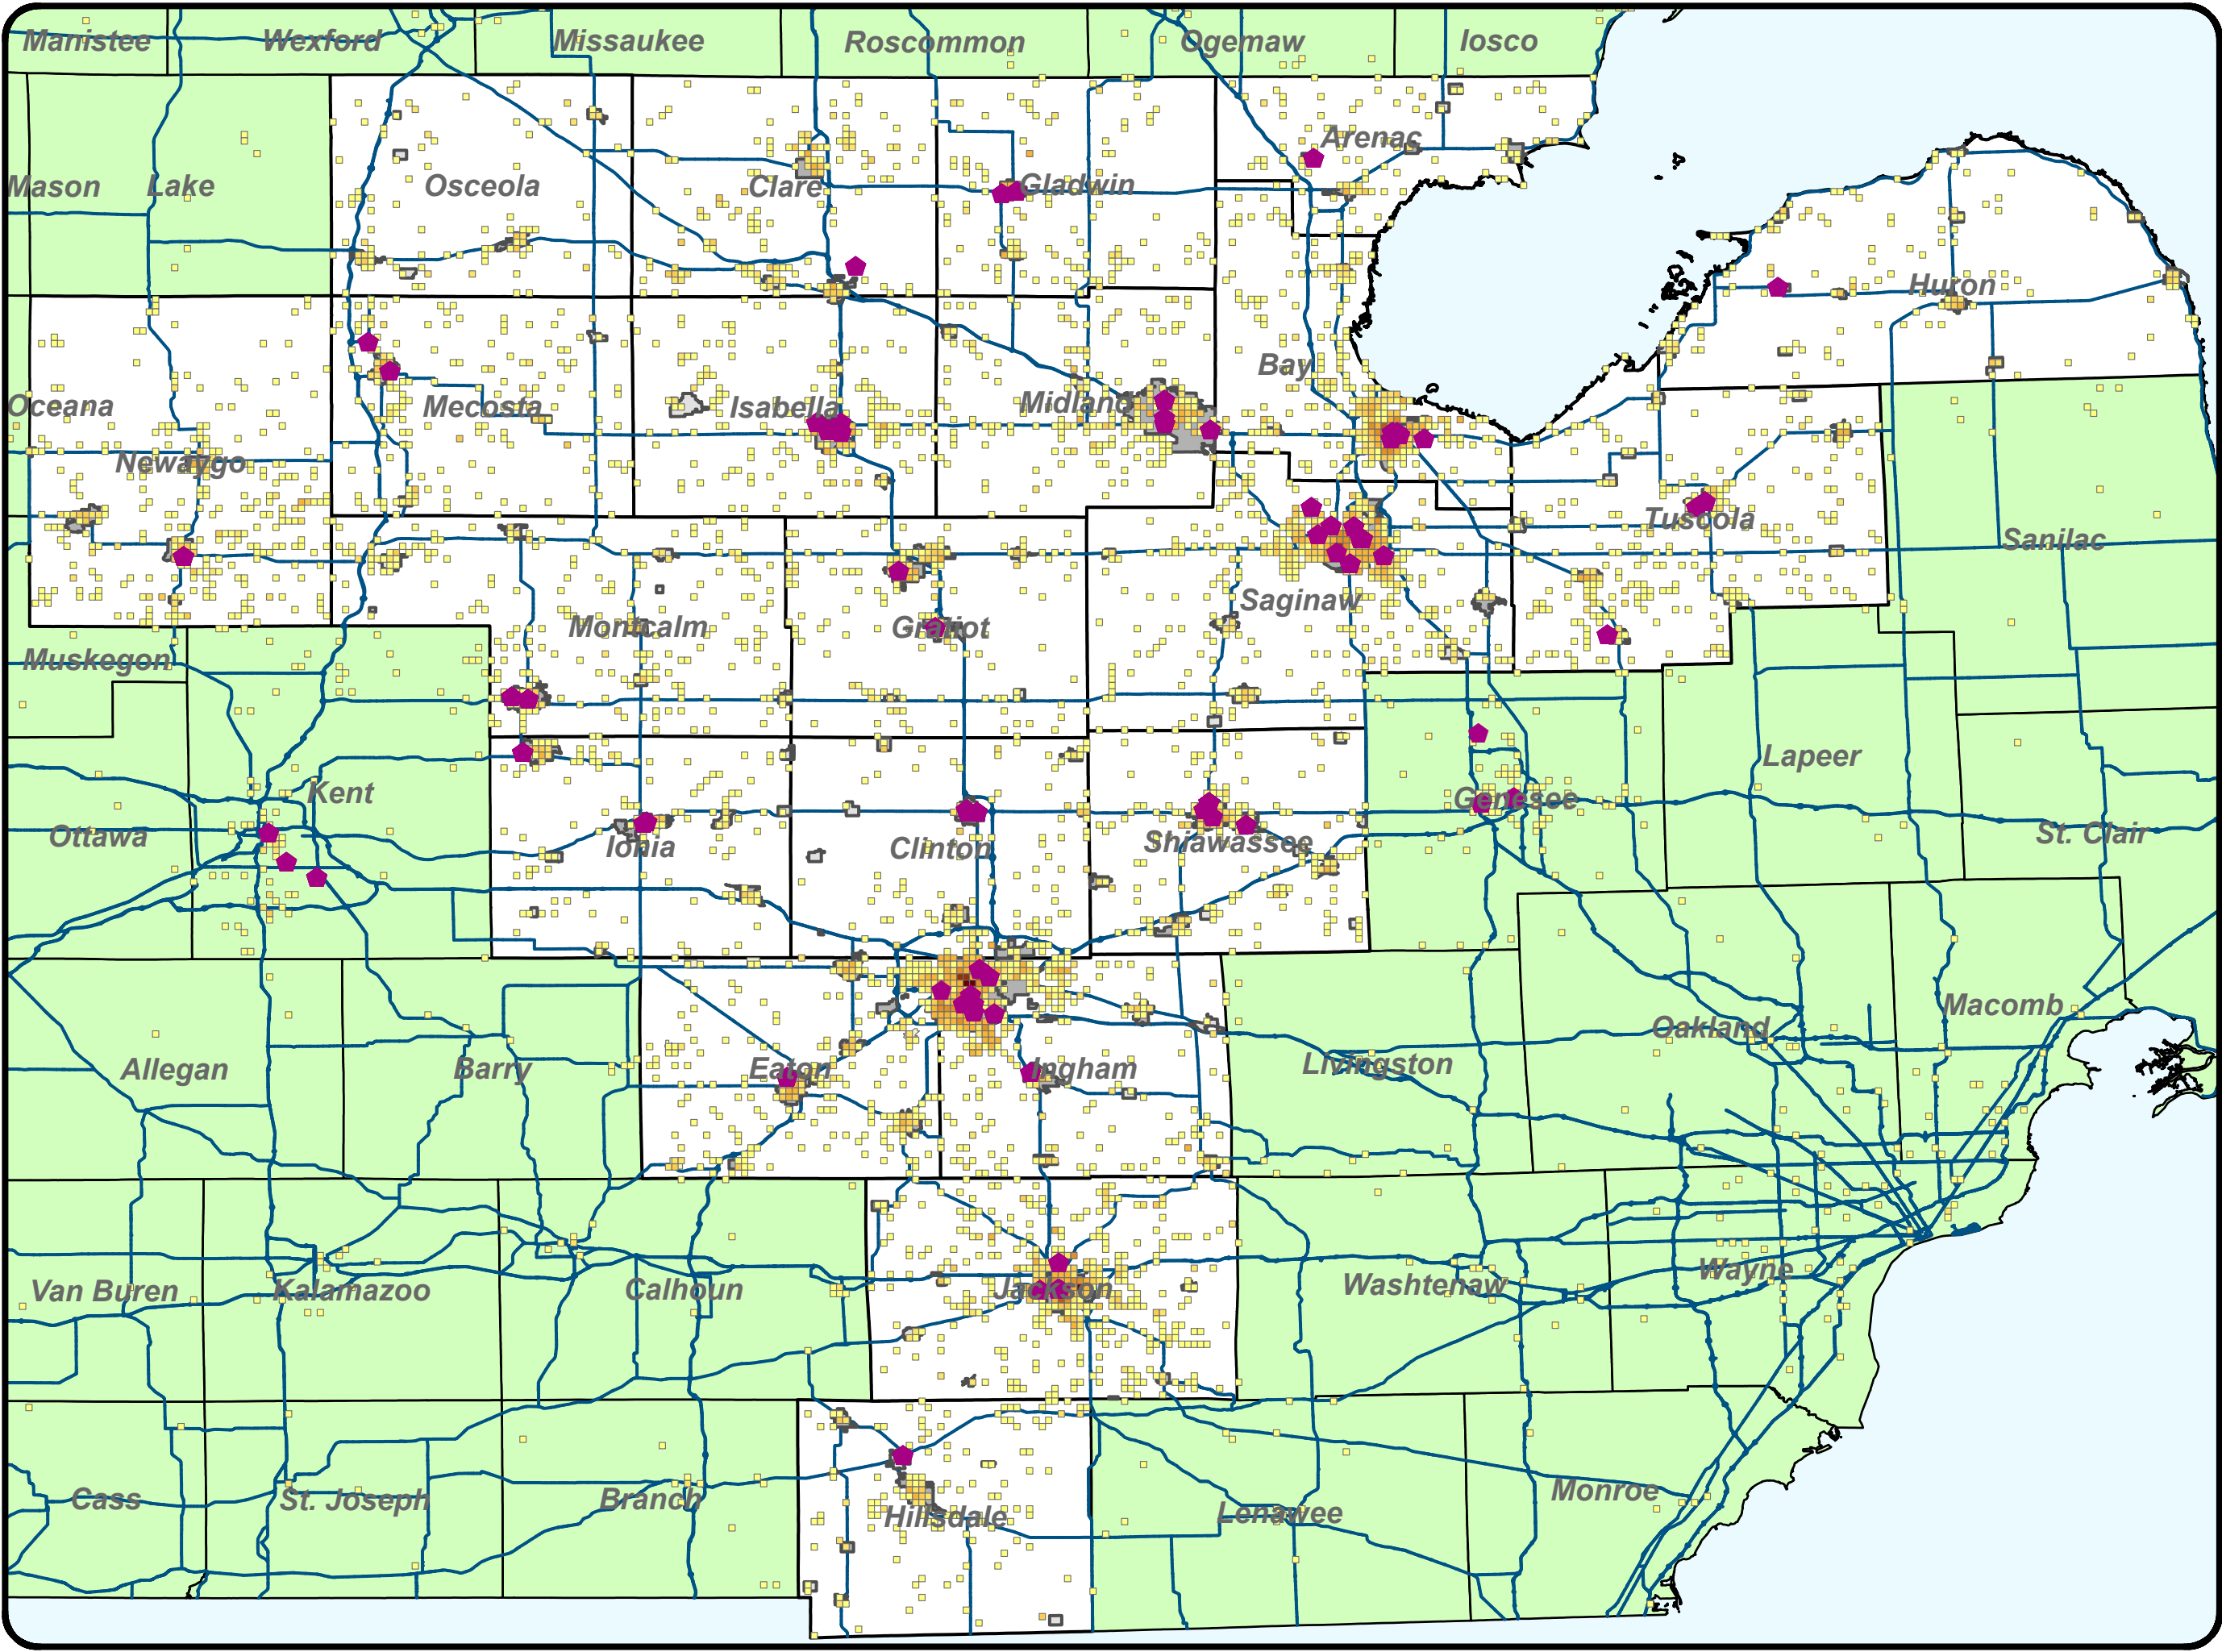 Manistee
Wexford
Missaukee
Roscommon
Ogemaw
Iosco
Arenac
Mason
Lake
Osceola
Clare
Gladwin
Huron
Bay
Oceana
Mecosta
Isabella
Midland
Newaygo
Tuscola
Sanilac
Saginaw
Montcalm
Gratiot
Muskegon
Lapeer
Kent
Genesee
Ottawa
Ionia
Clinton
Shiawassee
St. Clair
Macomb
Oakland
Allegan
Barry
Eaton
Ingham
Livingston
Van Buren
Kalamazoo
Calhoun
Jackson
Washtenaw
Wayne
Cass
St. Joseph
Branch
Hillsdale
Lenawee
Monroe